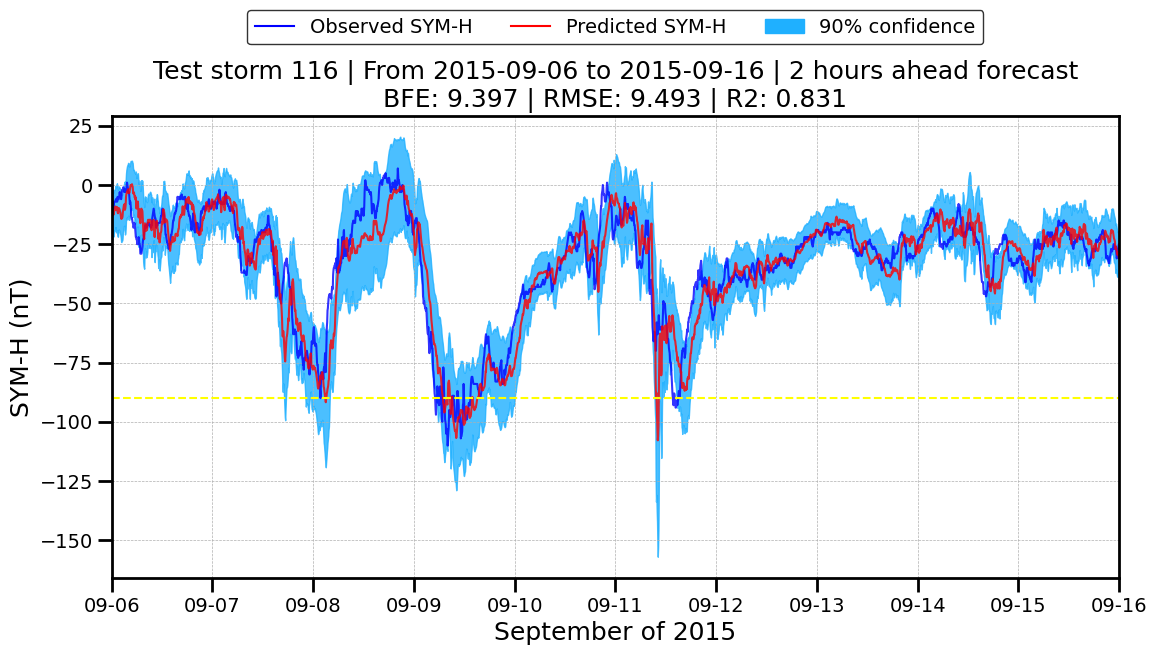 Observed SYM-H Predicted SYM-H 90% confidence
Test storm 116 | From 2015-09-06 to 2015-09-16 | 2 hours ahead forecast
BFE: 9.397 | RMSE: 9.493 | R2: 0.831
SYM-H (nT)
25
0
−25
−50
−75
−100
−125
−150
09-06 09-07 09-08 09-09 09-10 09-11 09-12 09-13 09-14 09-15 09-16
September of 2015